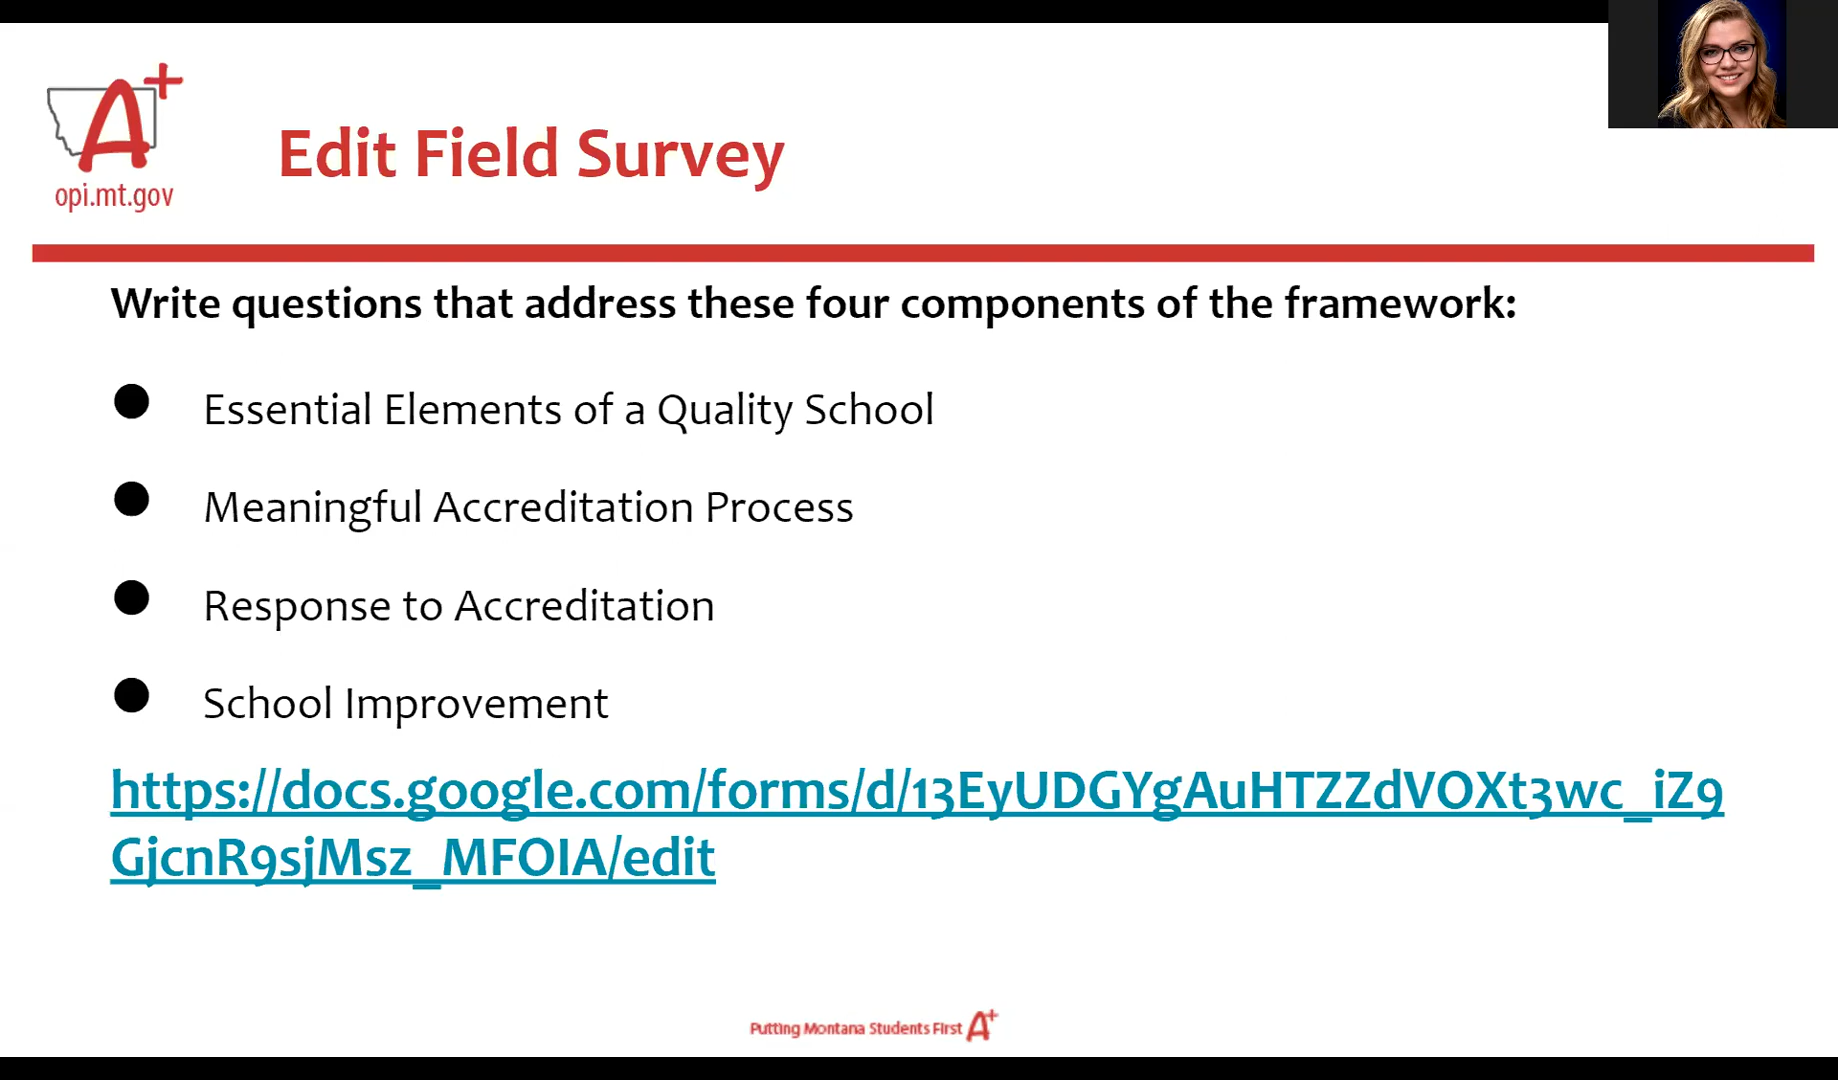 A+
opi.mt.gov
Edit Field Survey
Write questions that address these four components of the framework:
● Essential Elements of a Quality School
● Meaningful Accreditation Process
● Response to Accreditation
● School Improvement
https://docs.google.com/forms/d/13EyUDGYgAuHTZZdVOXt3wc_iZ9
GjcnR9sjMsz_MFOIA/edit
Putting Montana Students First A+